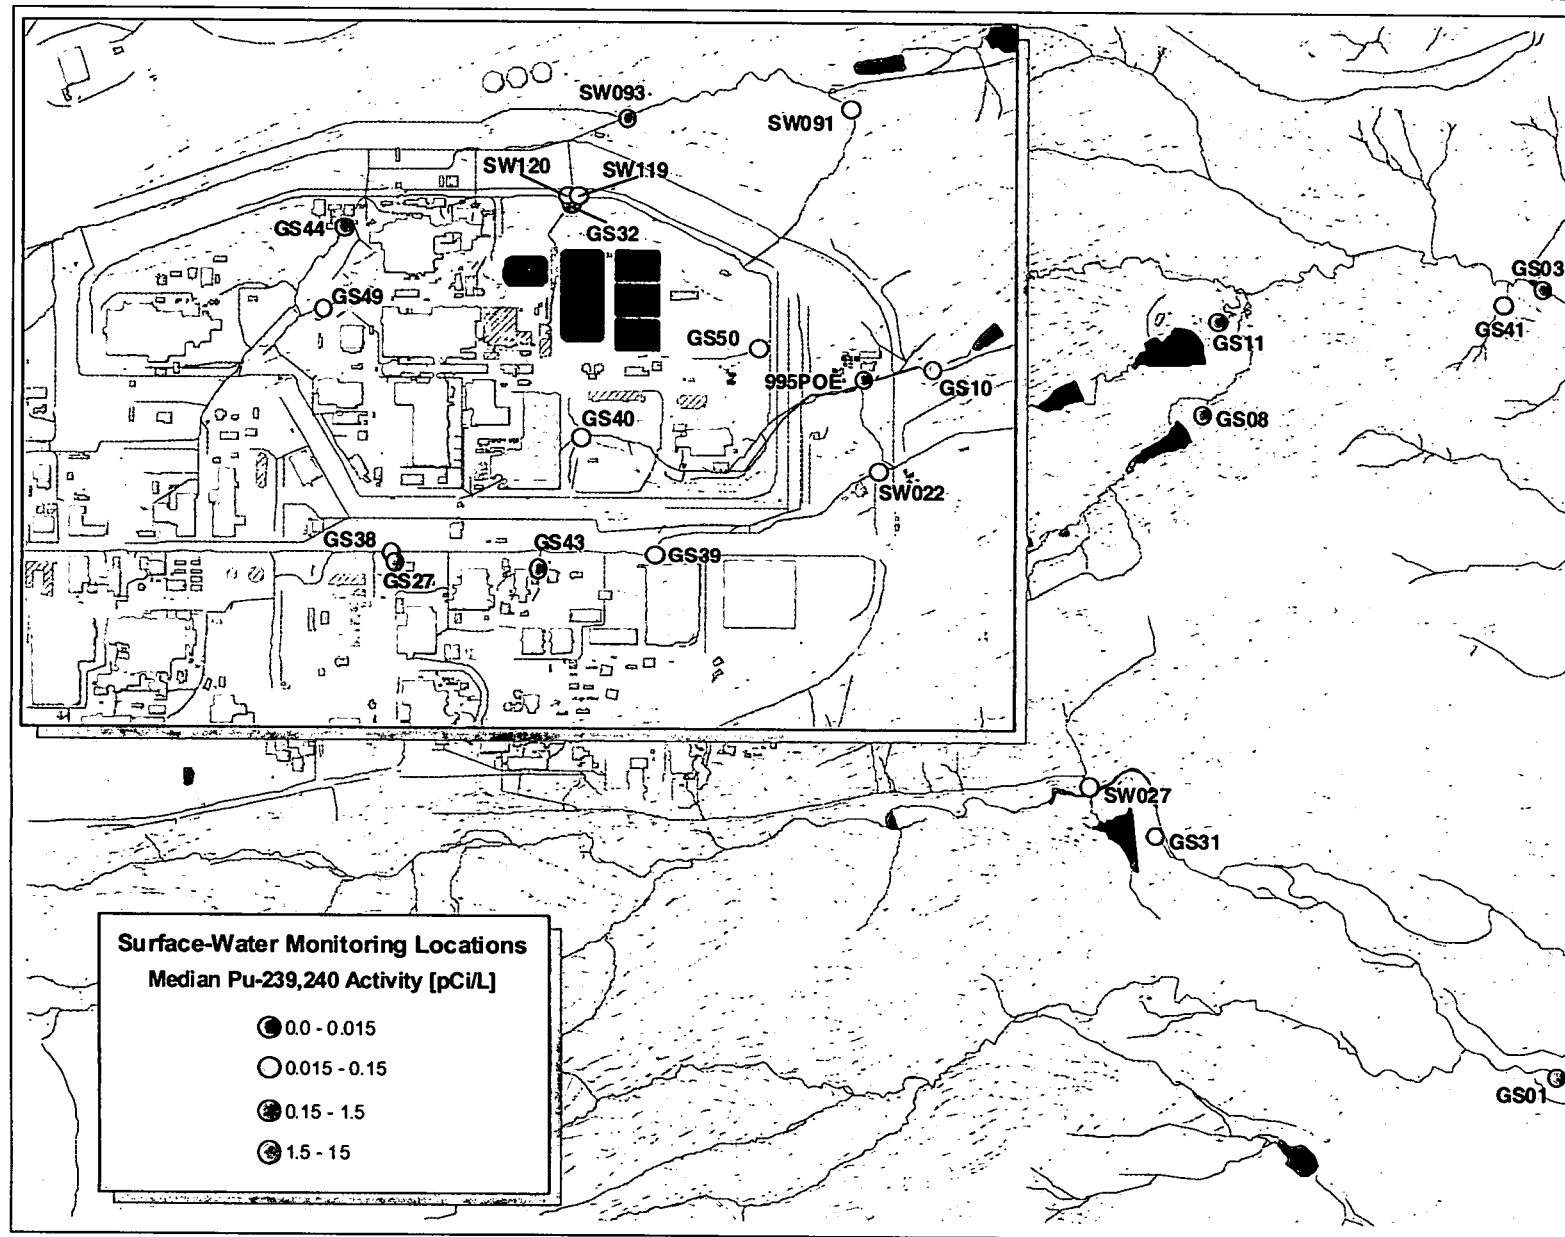 SW093
SW091
SW120
SW119
GS44
GS32
GS49
GS50
995POE
GS10
GS40
SW022
GS38
GS43
GS39
GS27
GS03
GS41
GS11
GS08
SW027
GS31
GS01
Surface-Water Monitoring Locations
Median Pu-239,240 Activity [pCi/L]
0.0 - 0.015
0.015 - 0.15
0.15 - 1.5
1.5 - 15